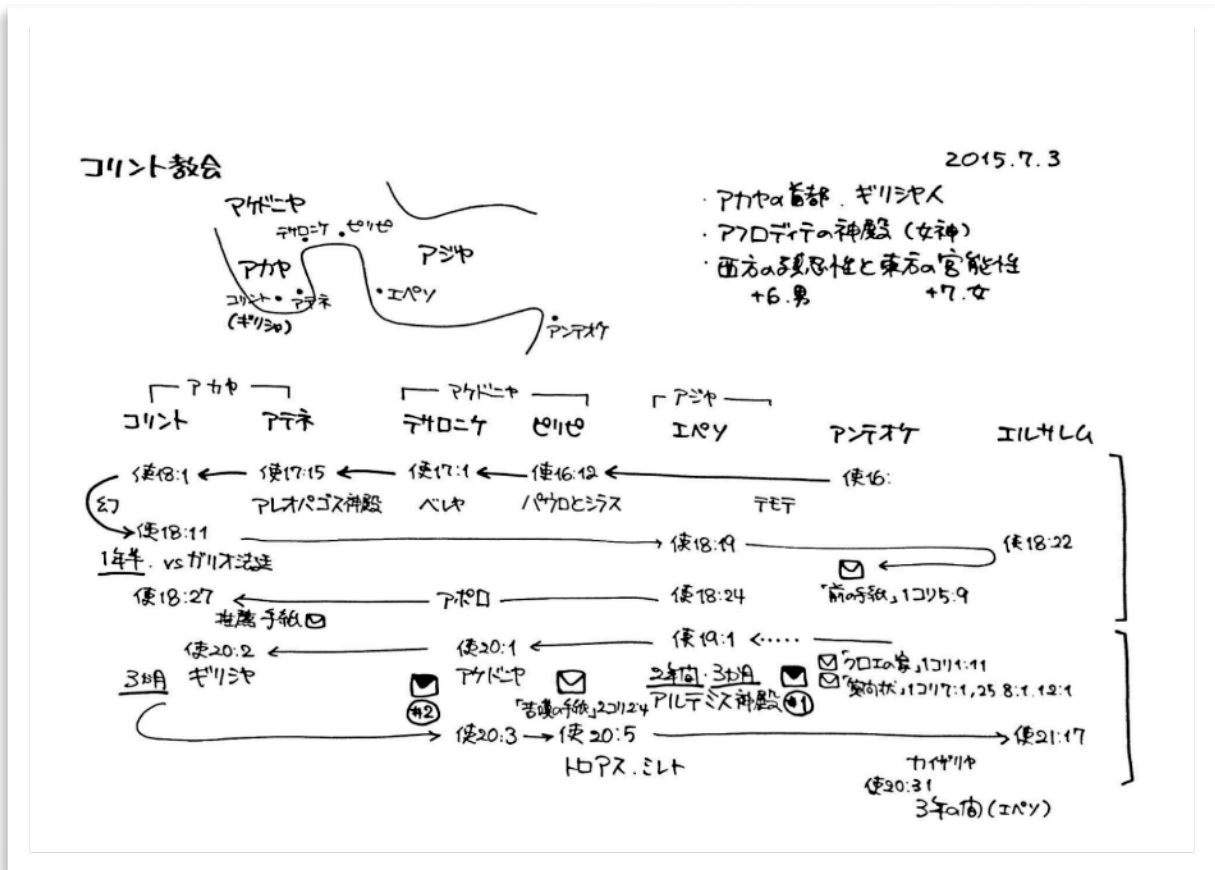 コリント教会
2015.7.3
マケドニヤ
テサロニケ ピリピ
アカヤ
アジヤ
コリント アテネ
エペソ
(ギリシャ)
アンテオケ
・アカヤの首都. ギリシヤ人
・アフロディテの神殿 (女神)
・西方の残忍性と東方の官能性
+6.男 +7.女
アカヤ マケドニヤ アジヤ
コリント アテネ テサロニケ ピリピ エペソ アンテオケ エルサレム
使18:1 使17:15 使17:1 使16:12 使16:
幻 アレオパゴス神殿 ベレヤ パウロとシラス テモテ
使18:11 使18:19 使18:22
1年半. vsガリオ法廷
使18:27 アポロ 使18:24 「前の手紙」1コリ5:9
推薦手紙
使20:2 使20:1 使19:1
3か月 ギリシヤ マケドニヤ 2年間・3か月 「クロエの家」1コリ1:11
「質問状」1コリ7:1,25 8:1.12:1
#2 「苦嘆の手紙」2コリ2:4 アルテミス神殿 #1
使20:3 使20:5 使21:17
トロアス.ミレト カイザリヤ
使20:31
3年の間(エペソ)